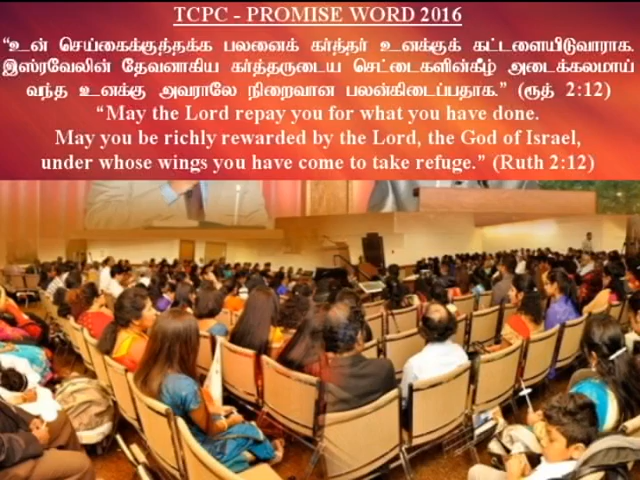 TCPC - PROMISE WORD 2016
“உன் செய்கைக்குத்தக்க பலனைக் கர்த்தர் உனக்குக் கட்டளையிடுவாராக.
இஸ்ரவேலின் தேவனாகிய கர்த்தருடைய செட்டைகளின்கீழ் அடைக்கலமாய்
வந்த உனக்கு அவராலே நிறைவான பலன்கிடைப்பதாக.” (ரூத் 2:12)
“May the Lord repay you for what you have done.
May you be richly rewarded by the Lord, the God of Israel,
under whose wings you have come to take refuge.” (Ruth 2:12)